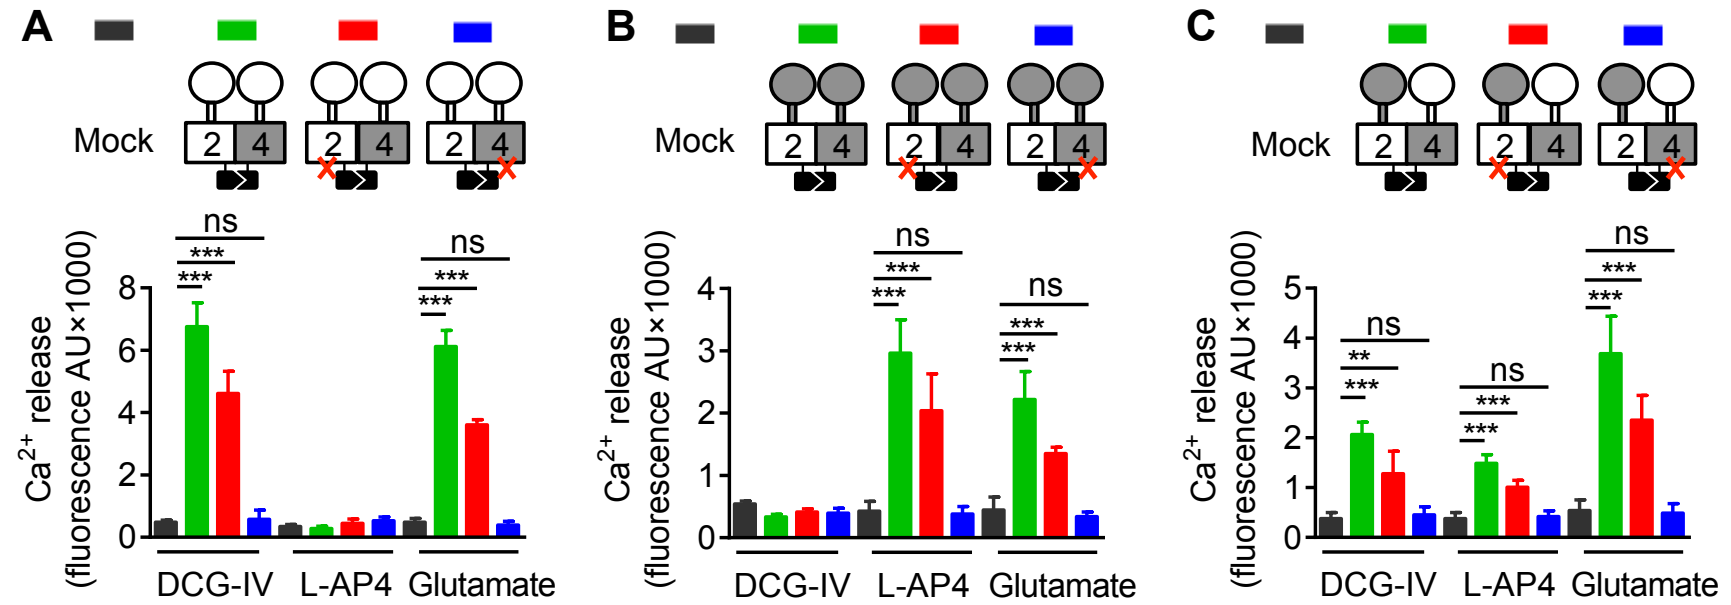 A
Mock
2 4
2 4
2 4
Ca2+ release
(fluorescence AU×1000)
8
6
4
2
0
ns
***
***
ns
***
***
DCG-IV L-AP4 Glutamate
B
Mock
2 4
2 4
2 4
Ca2+ release
(fluorescence AU×1000)
4
3
2
1
0
ns
***
***
ns
***
***
DCG-IV L-AP4 Glutamate
C
Mock
2 4
2 4
2 4
Ca2+ release
(fluorescence AU×1000)
5
4
3
2
1
0
ns
**
***
ns
***
***
ns
***
***
DCG-IV L-AP4 Glutamate